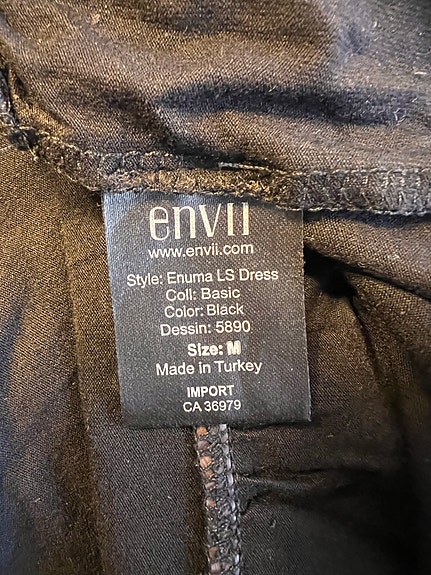 envii
www.envii.com
Style: Enuma LS Dress
Coll: Basic
Color: Black
Dessin: 5890
Size: M
Made in Turkey
IMPORT
CA 36979